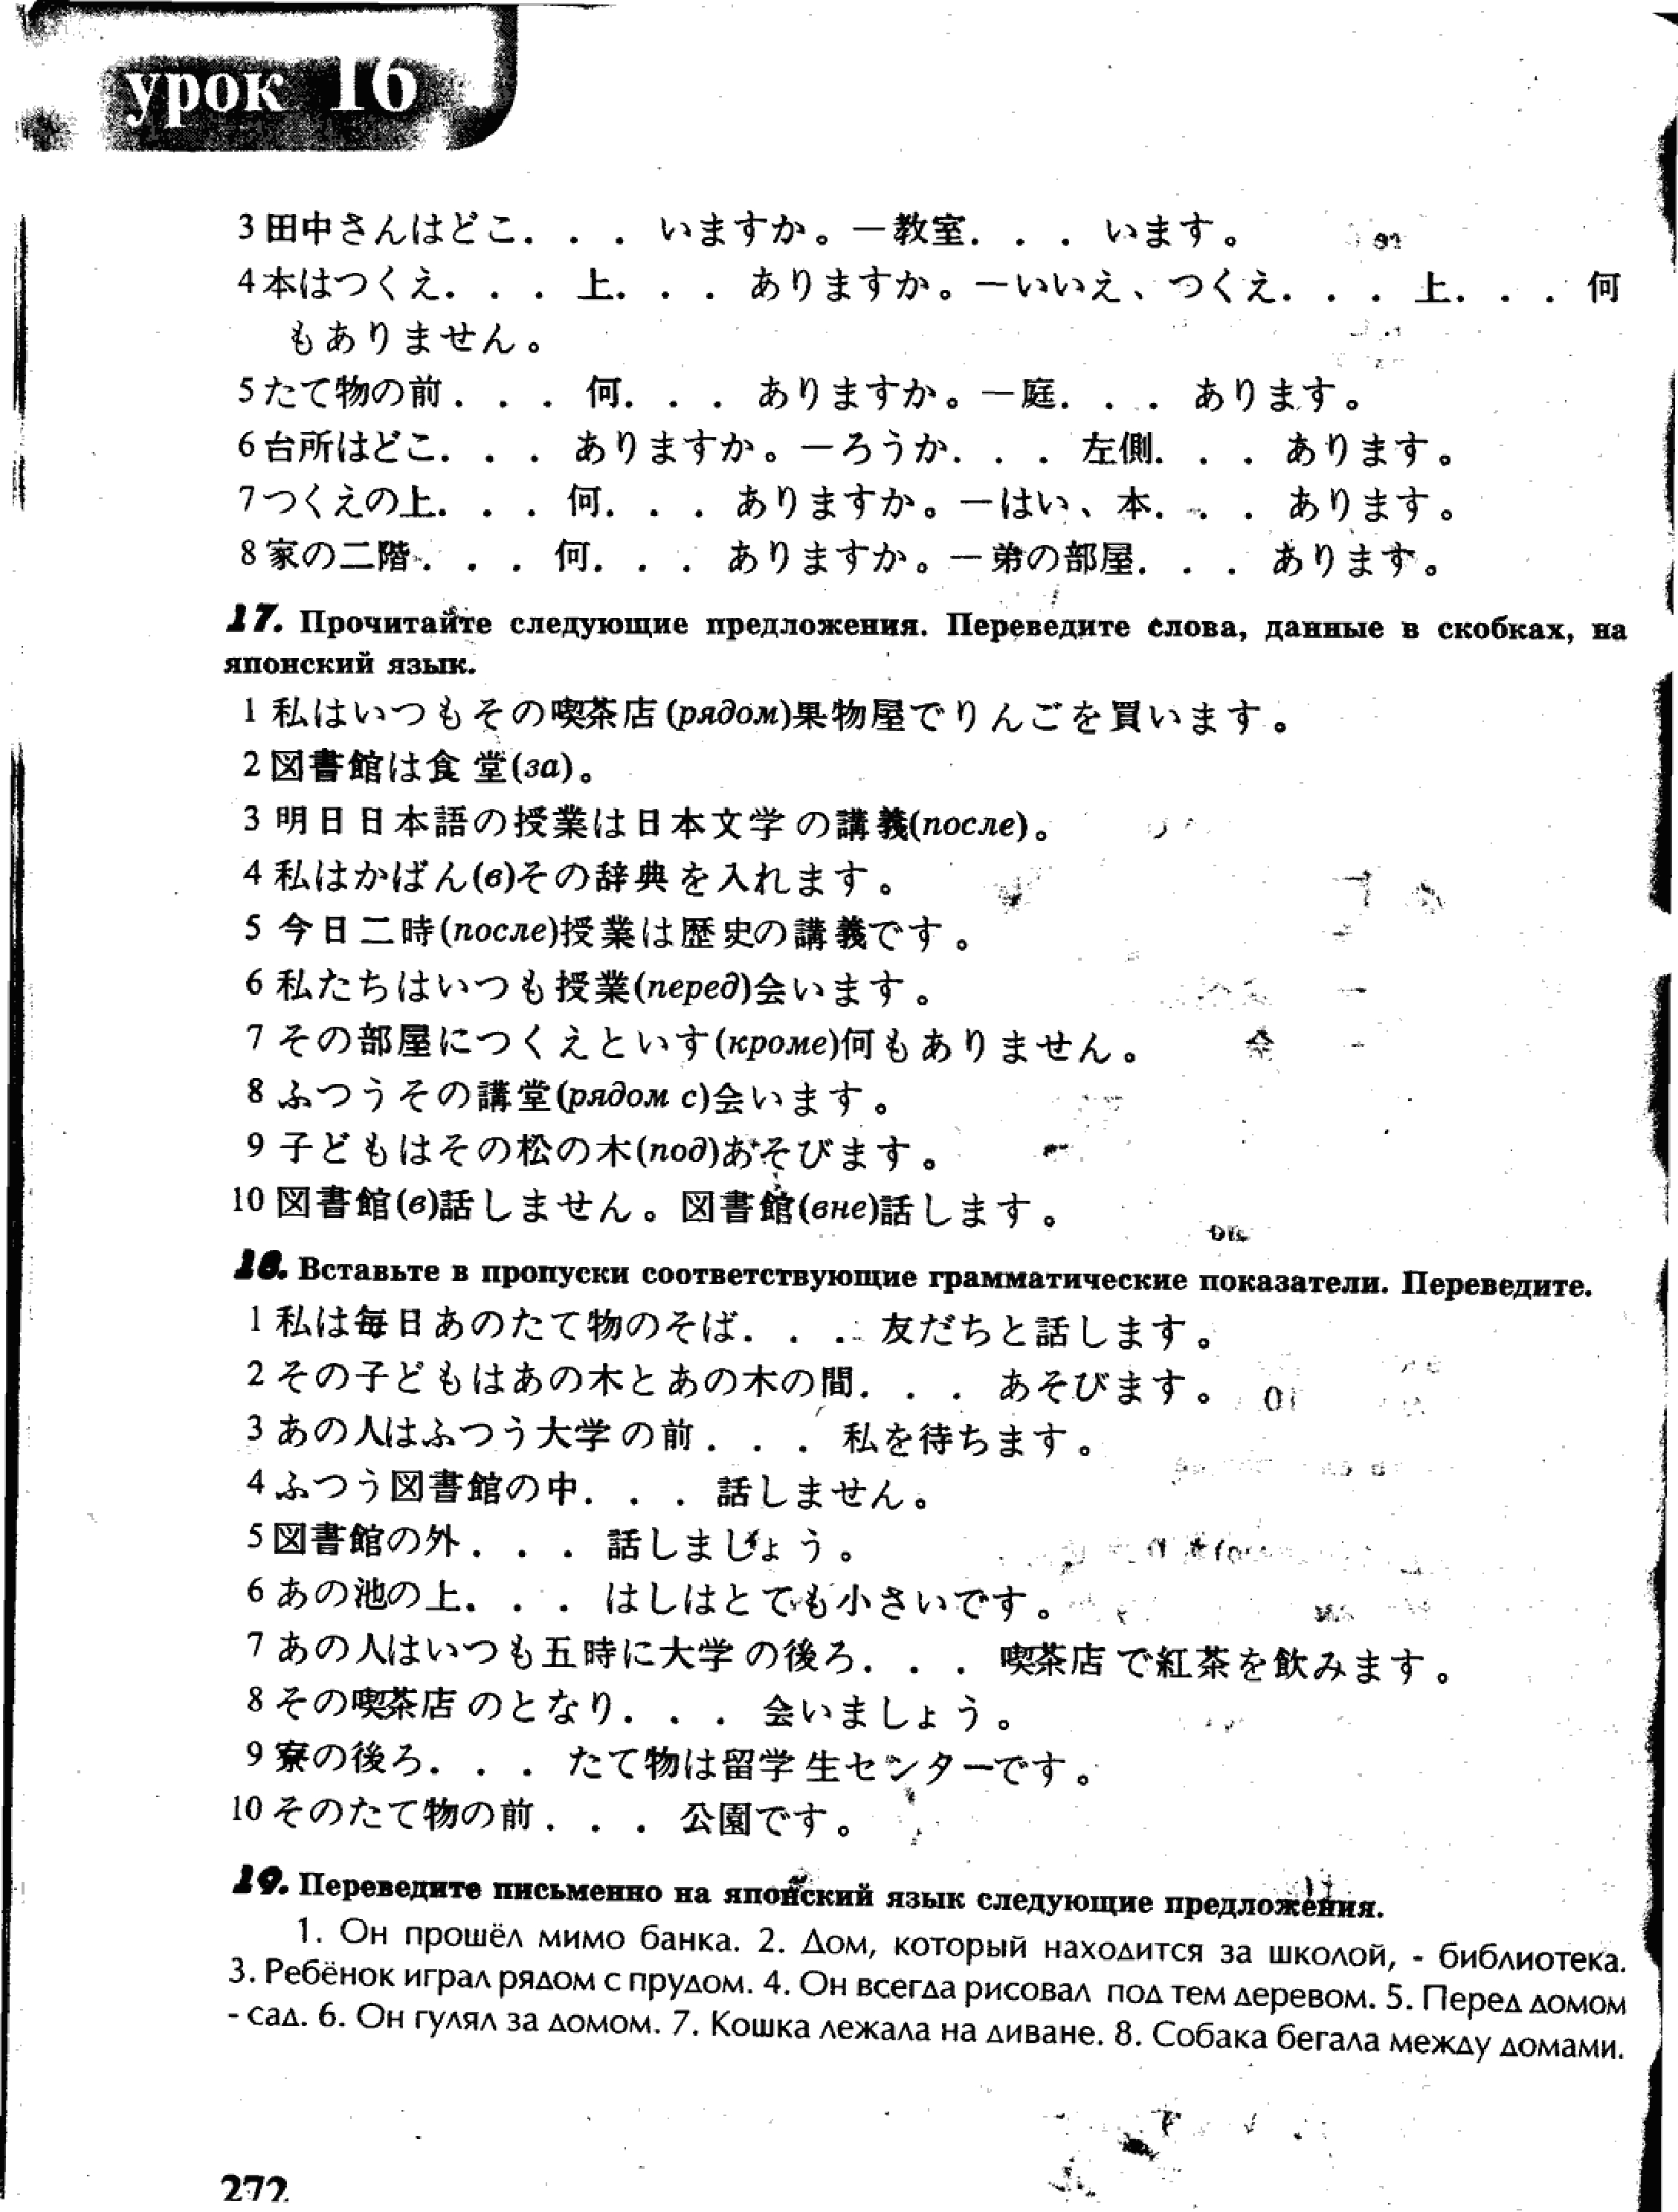 урок 16
3 田中さんはどこ. . . いますか。—教室. . . います。
4 本はつくえ. . . 上. . . ありますか。—いいえ、つくえ. . . 上. . . 何
もありません。
5 たて物の前. . . 何. . . ありますか。—庭. . . あります。
6 台所はどこ. . . ありますか。—ろうか. . . 左側. . . あります。
7 つくえの上. . . 何. . . ありますか。—はい、本. . . あります。
8 家の二階. . . 何. . . ありますか。—弟の部屋. . . あります。
17. Прочитайте следующие предложения. Переведите слова, данные в скобках, на
японский язык.
1 私はいつもその喫茶店(рядом)果物屋でりんごを買います。
2 図書館は食堂(за)。
3 明日日本語の授業は日本文学の講義(после)。
4 私はかばん(в)その辞典を入れます。
5 今日二時(после)授業は歴史の講義です。
6 私たちはいつも授業(перед)会います。
7 その部屋につくえといす(кроме)何もありません。
8 ふつうその講堂(рядом с)会います。
9 子どもはその松の木(под)あそびます。
10 図書館(в)話しません。図書館(вне)話します。
18. Вставьте в пропуски соответствующие грамматические показатели. Переведите.
1 私は毎日あのたて物のそば. . . 友だちと話します。
2 その子どもはあの木とあの木の間. . . あそびます。
3 あの人はふつう大学の前. . . 私を待ちます。
4 ふつう図書館の中. . . 話しません。
5 図書館の外. . . 話しましょう。
6 あの池の上. . . はしはとても小さいです。
7 あの人はいつも五時に大学の後ろ. . . 喫茶店で紅茶を飲みます。
8 その喫茶店のとなり. . . 会いましょう。
9 寮の後ろ. . . たて物は留学生センターです。
10 そのたて物の前. . . 公園です。
19. Переведите письменно на японский язык следующие предложения.
1. Он прошёл мимо банка. 2. Дом, который находится за школой, - библиотека.
3. Ребёнок играл рядом с прудом. 4. Он всегда рисовал под тем деревом. 5. Перед домом
- сад. 6. Он гулял за домом. 7. Кошка лежала на диване. 8. Собака бегала между домами.
272